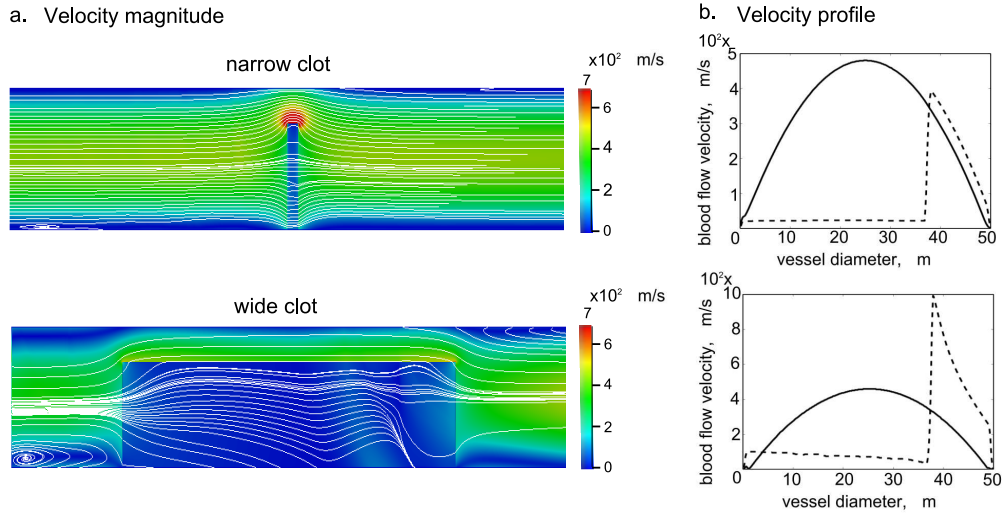 a. Velocity magnitude
narrow clot
x10² m/s
7
6
4
2
0
wide clot
x10² m/s
7
6
4
2
0
b. Velocity profile
10²x
5
4
3
2
1
0 10 20 30 40 50
blood flow velocity, m/s
vessel diameter, m
10²x
10
8
6
4
2
0 10 20 30 40 50
blood flow velocity, m/s
vessel diameter, m